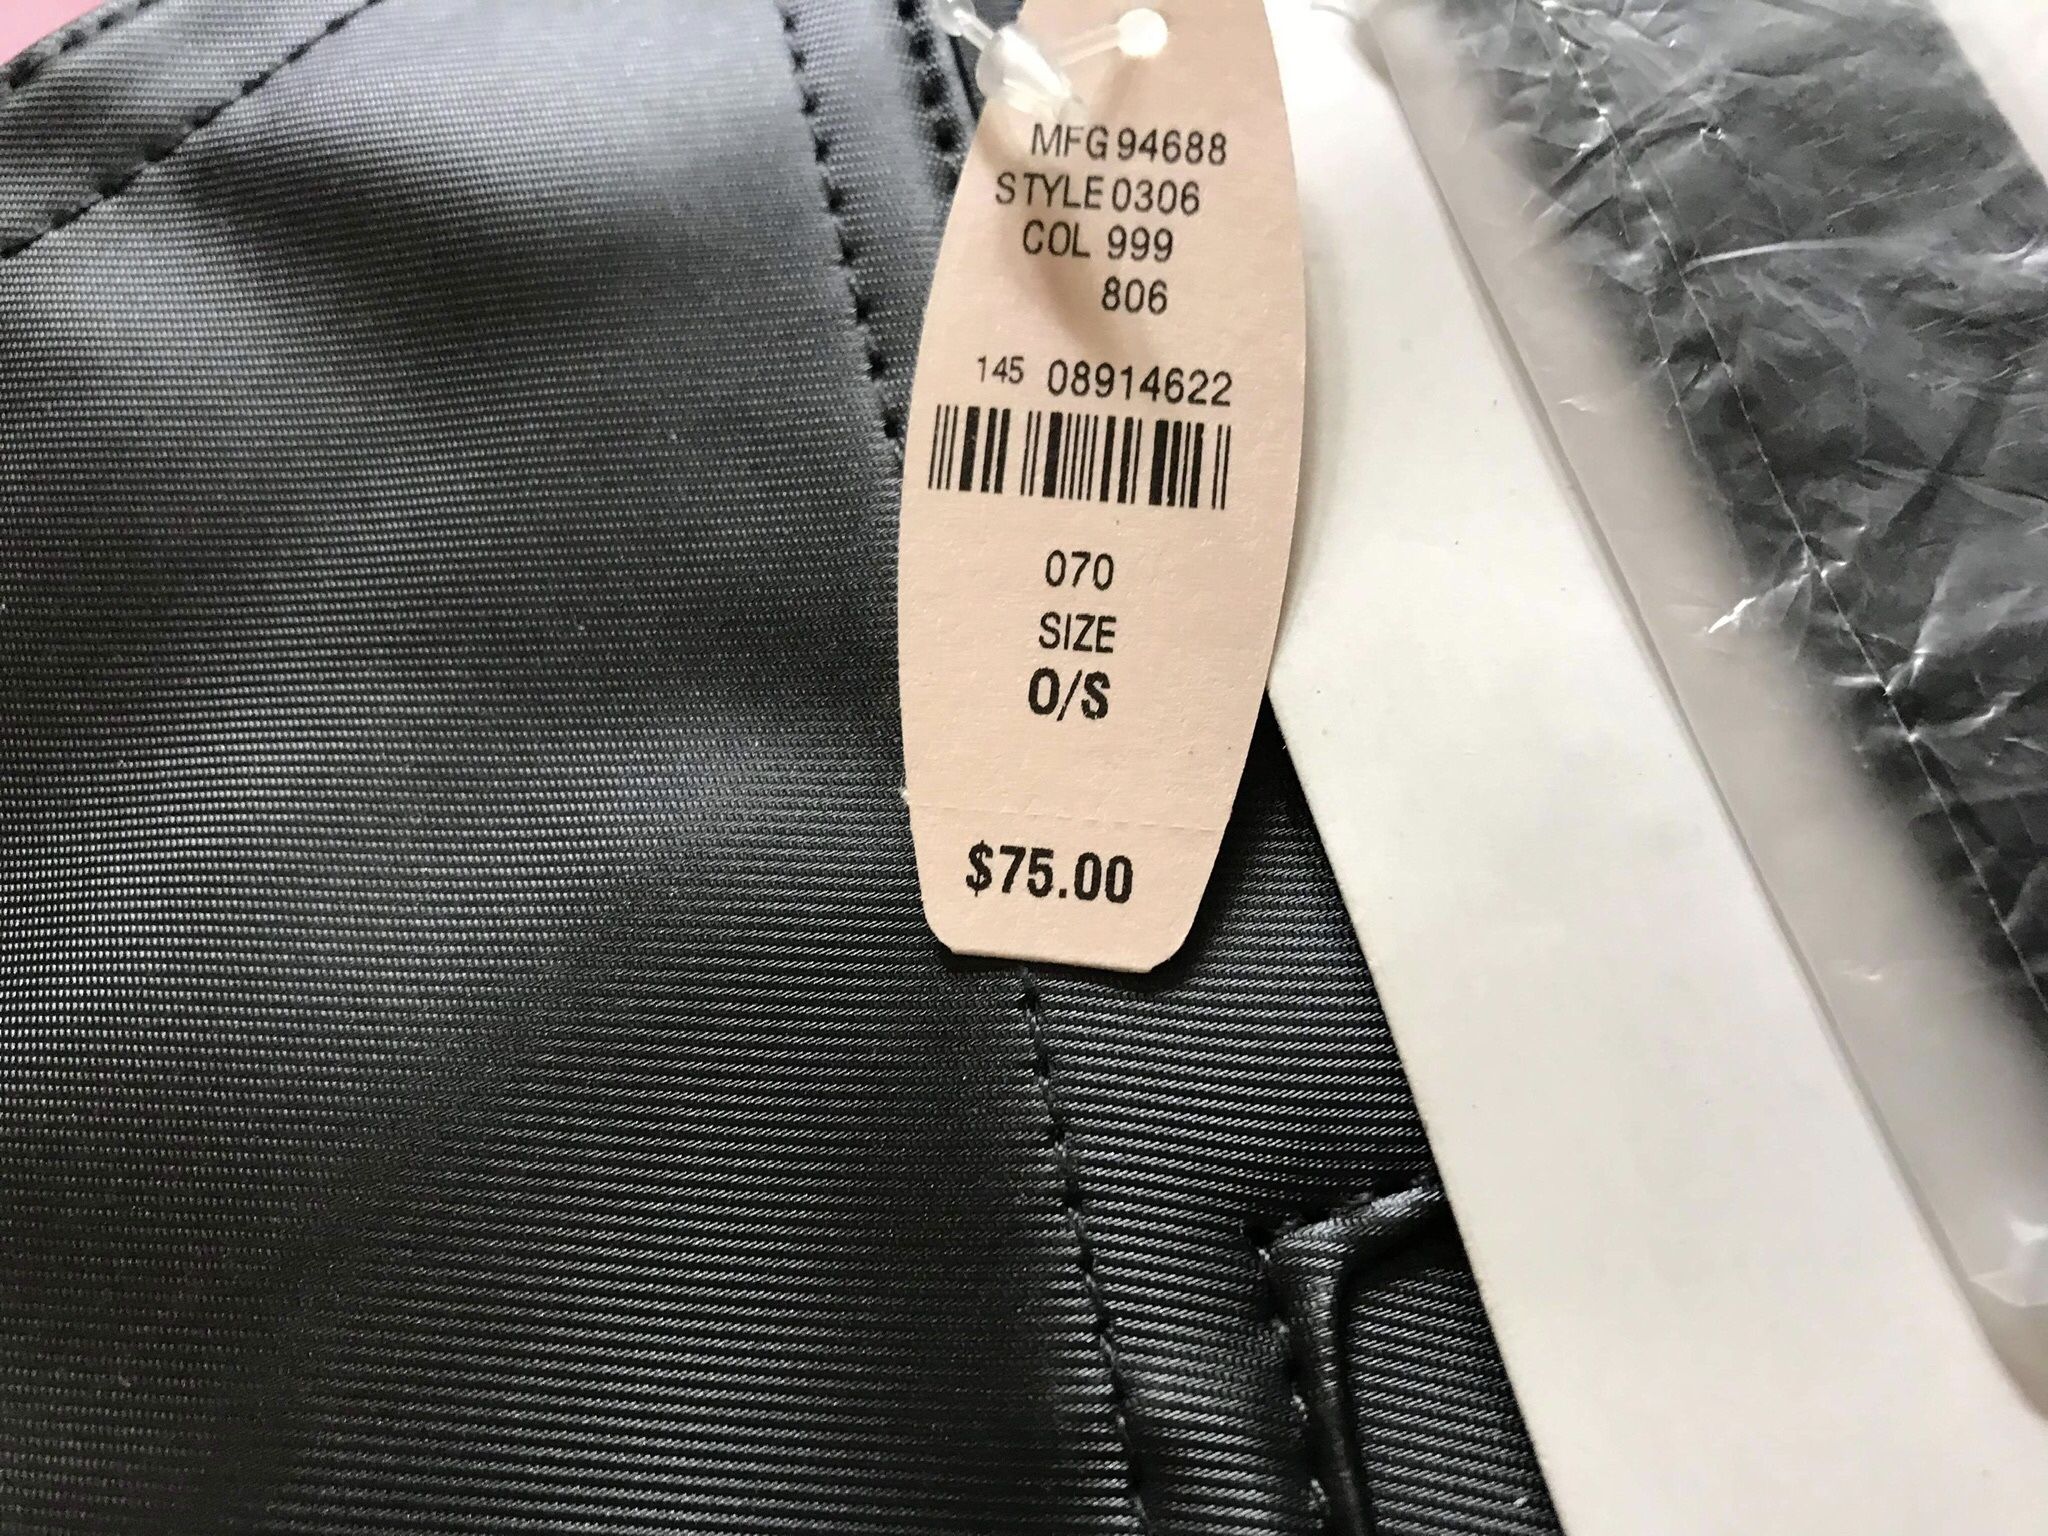 MFG 94688
STYLE 0306
COL 999
806
145 08914622
070
SIZE
O/S
$75.00